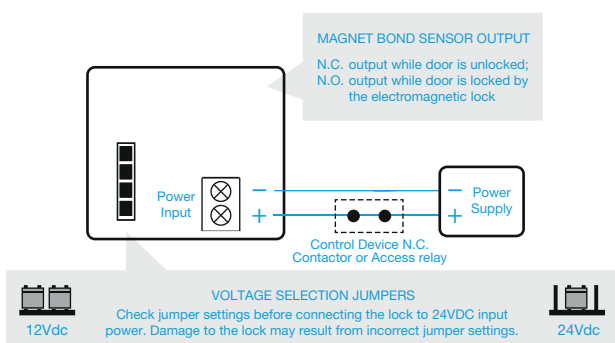 MAGNET BOND SENSOR OUTPUT
N.C. output while door is unlocked;
N.O. output while door is locked by
the electromagnetic lock
Power
Input
−
+
−
+
Power
Supply
Control Device N.C.
Contactor or Access relay
VOLTAGE SELECTION JUMPERS
Check jumper settings before connecting the lock to 24VDC input
power. Damage to the lock may result from incorrect jumper settings.
12Vdc
24Vdc